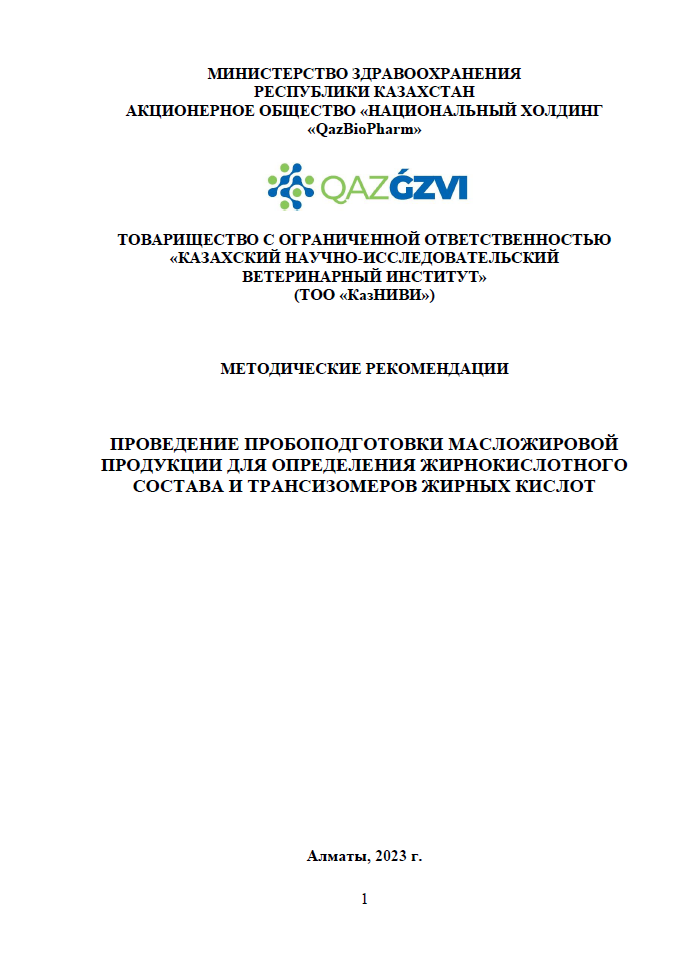 МИНИСТЕРСТВО ЗДРАВООХРАНЕНИЯ
РЕСПУБЛИКИ КАЗАХСТАН
АКЦИОНЕРНОЕ ОБЩЕСТВО «НАЦИОНАЛЬНЫЙ ХОЛДИНГ
«QazBioPharm»
QAZǴZVI
ТОВАРИЩЕСТВО С ОГРАНИЧЕННОЙ ОТВЕТСТВЕННОСТЬЮ
«КАЗАХСКИЙ НАУЧНО-ИССЛЕДОВАТЕЛЬСКИЙ
ВЕТЕРИНАРНЫЙ ИНСТИТУТ»
(ТОО «КазНИВИ»)
МЕТОДИЧЕСКИЕ РЕКОМЕНДАЦИИ
ПРОВЕДЕНИЕ ПРОБОПОДГОТОВКИ МАСЛОЖИРОВОЙ
ПРОДУКЦИИ ДЛЯ ОПРЕДЕЛЕНИЯ ЖИРНОКИСЛОТНОГО
СОСТАВА И ТРАНСИЗОМЕРОВ ЖИРНЫХ КИСЛОТ
Алматы, 2023 г.
1